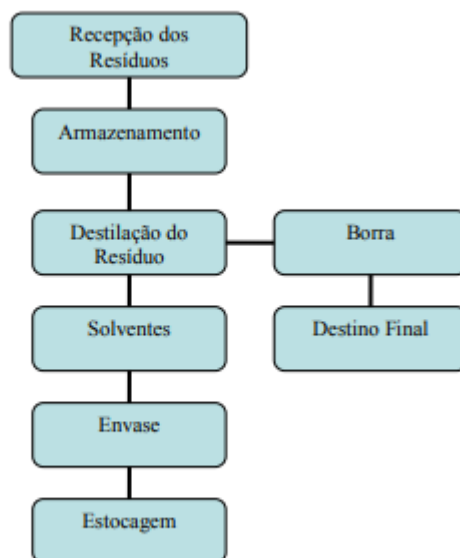 Recepção dos
Resíduos
Armazenamento
Destilação do
Resíduo
Borra
Solventes
Destino Final
Envase
Estocagem